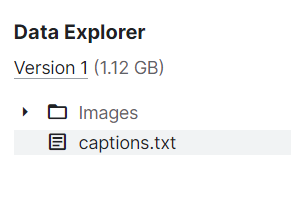 Data Explorer
Version 1 (1.12 GB)
Images
captions.txt